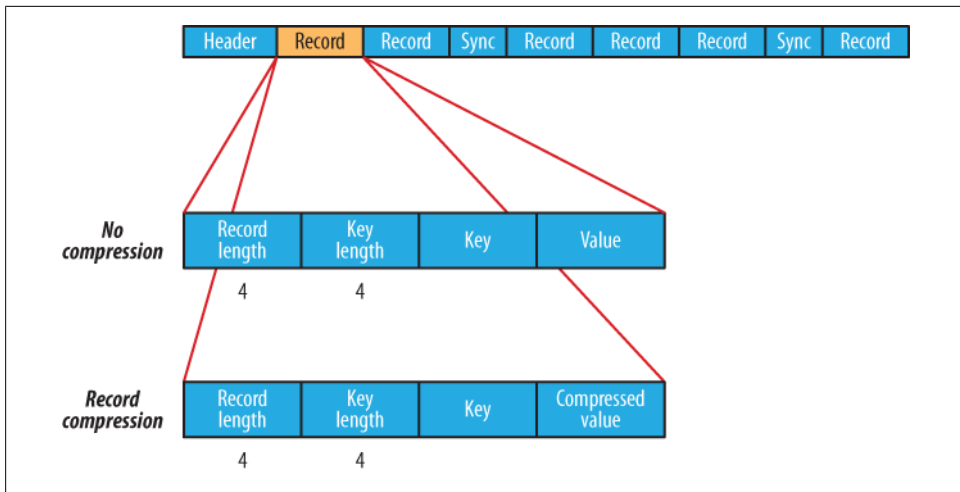 Header Record Record Sync Record Record Record Sync Record
No
compression
Record
length
Key
length
Key
Value
4 4
Record
compression
Record
length
Key
length
Key
Compressed
value
4 4